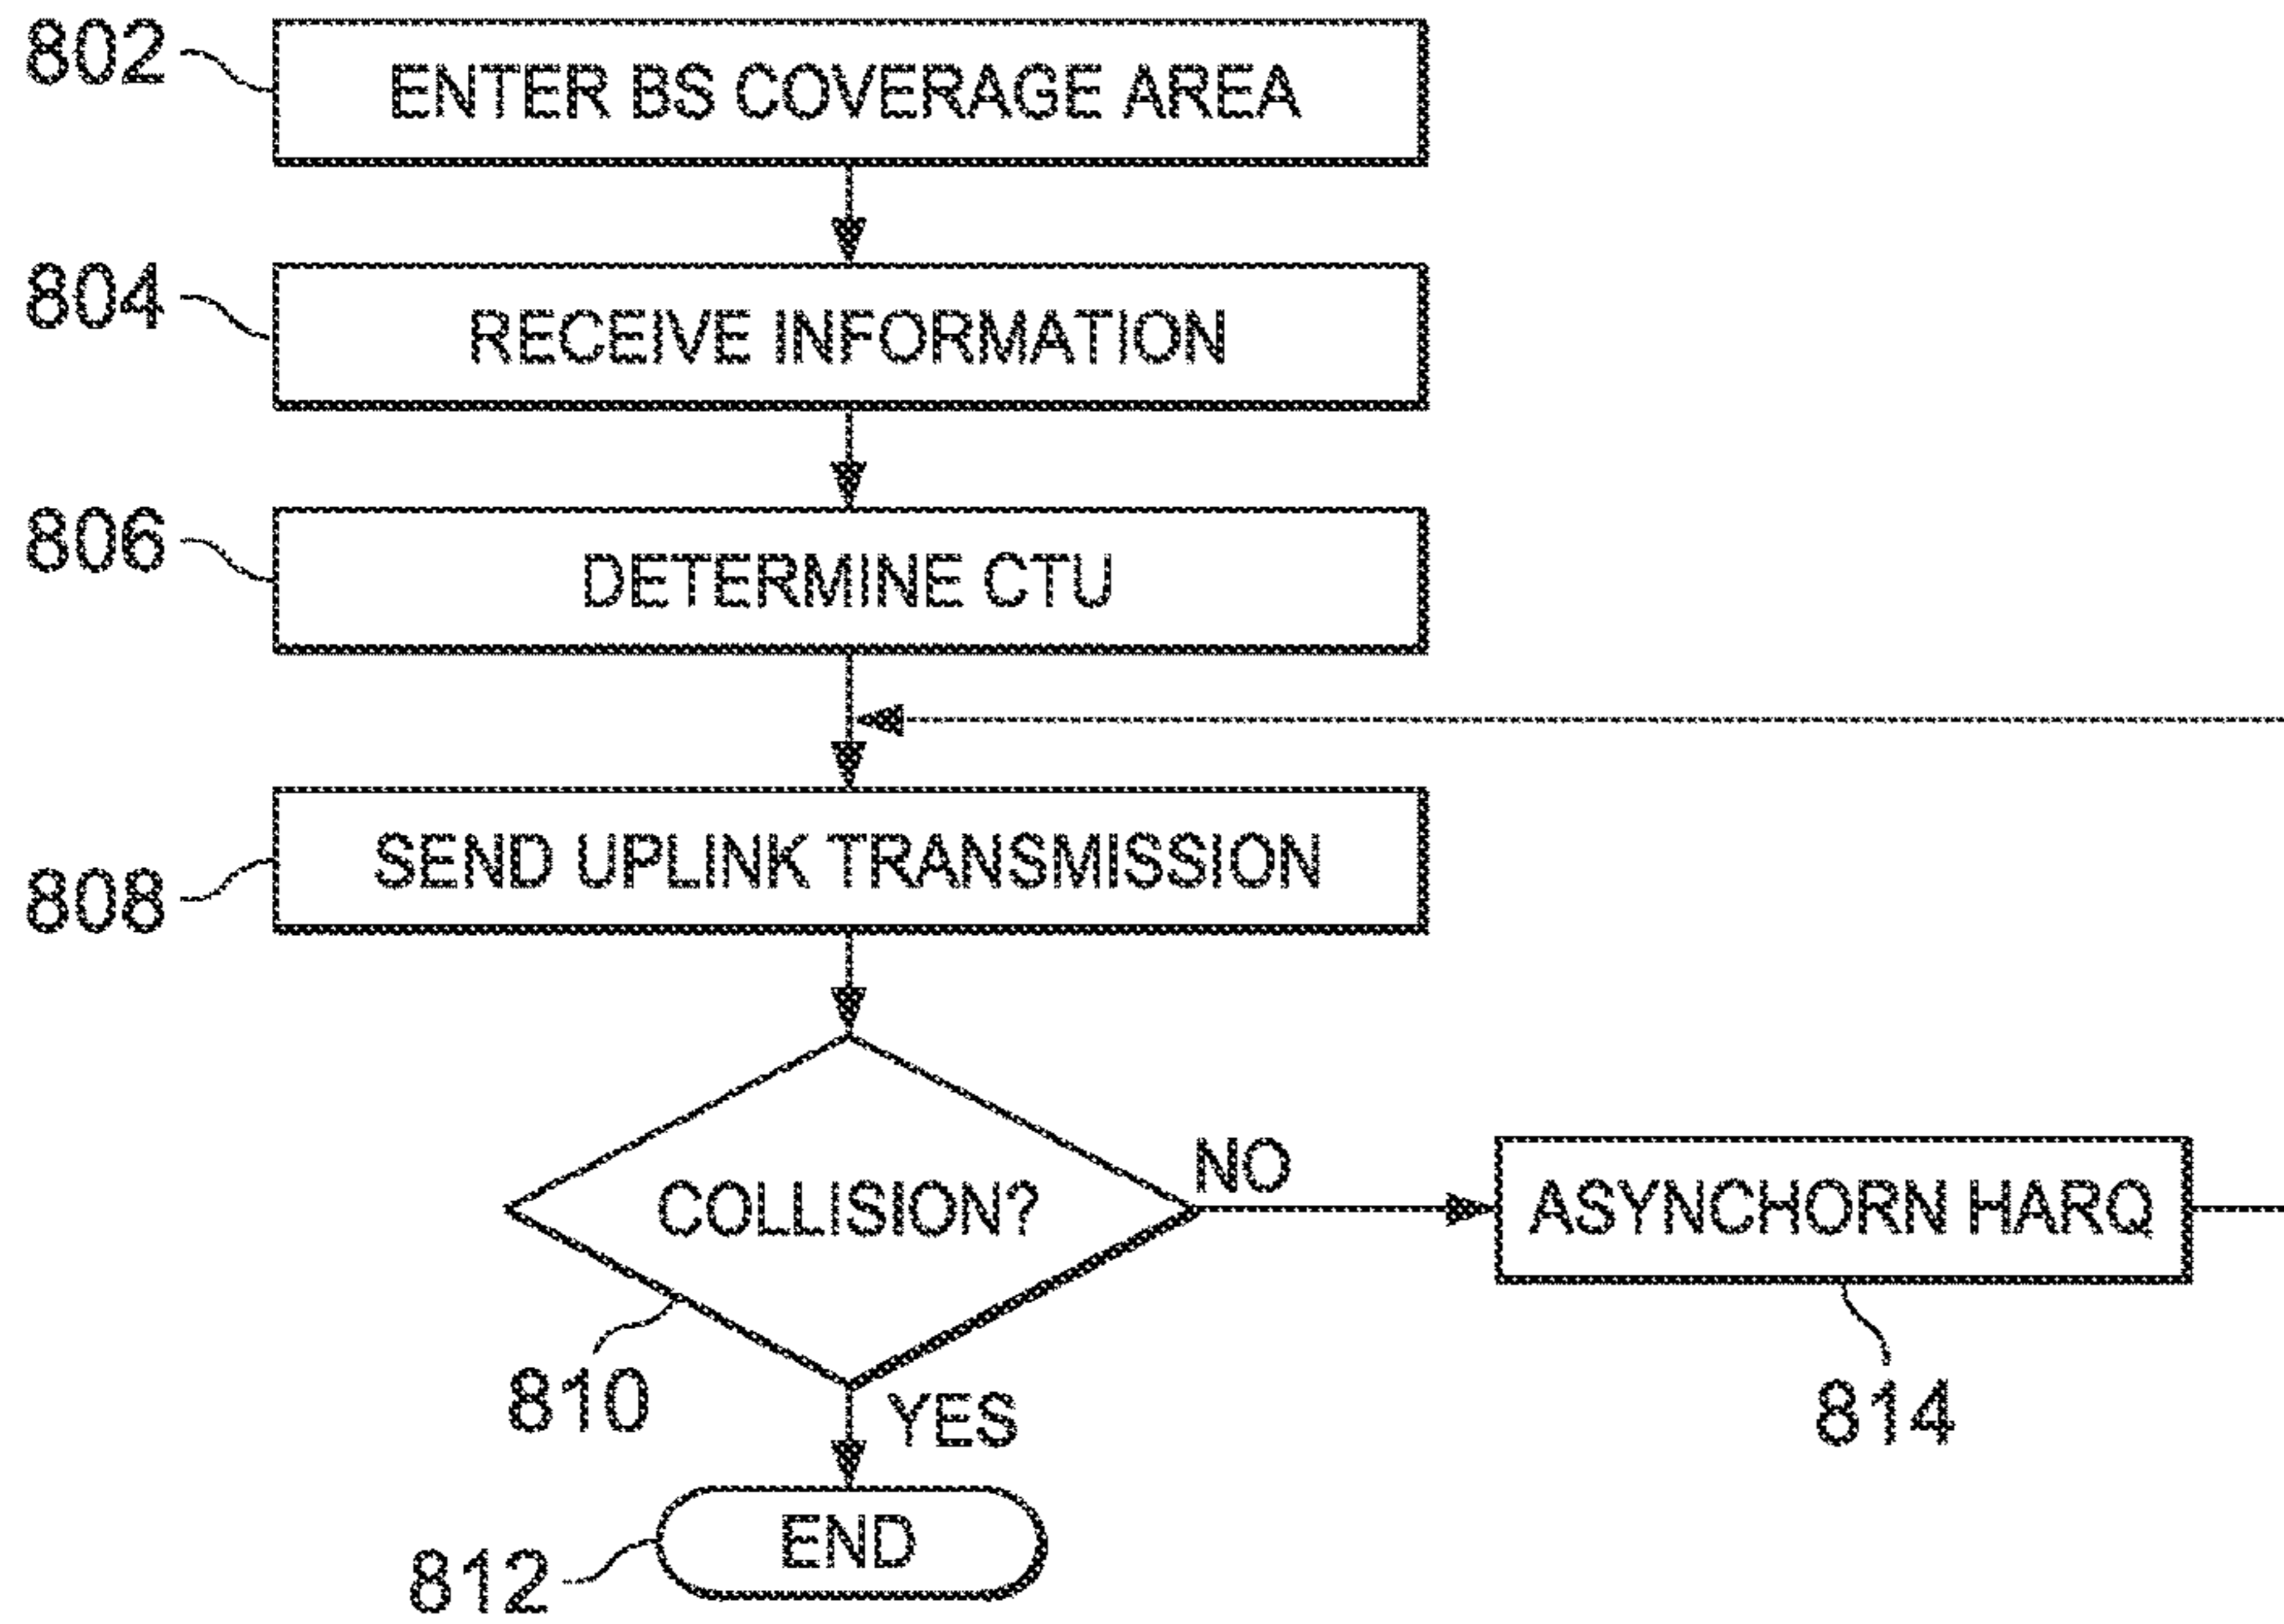 802
ENTER BS COVERAGE AREA
804
RECEIVE INFORMATION
806
DETERMINE CTU
808
SEND UPLINK TRANSMISSION
COLLISION?
NO
ASYNCHORN HARQ
810
YES
814
END
812